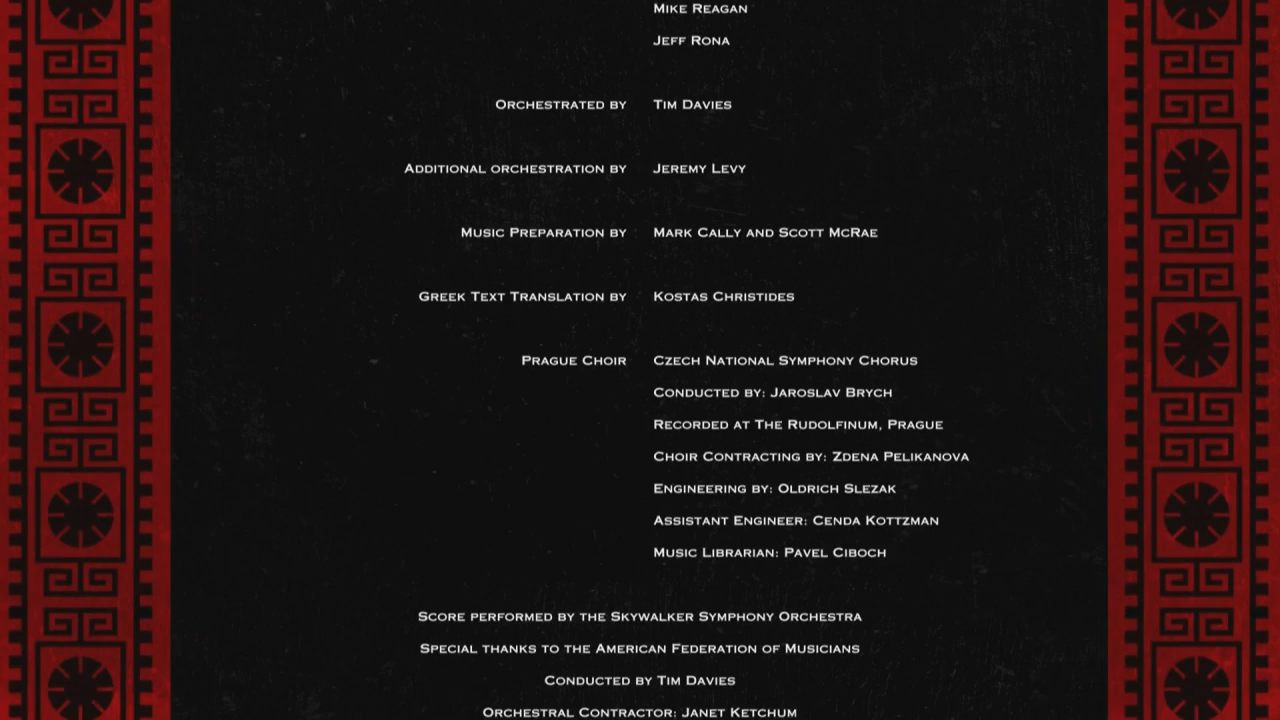 Mike Reagan
Jeff Rona
Orchestrated by Tim Davies
Additional orchestration by Jeremy Levy
Music Preparation by Mark Cally and Scott McRae
Greek Text Translation by Kostas Christides
Prague Choir Czech National Symphony Chorus
Conducted by: Jaroslav Brych
Recorded at The Rudolfinum, Prague
Choir Contracting by: Zdena Pelikanova
Engineering by: Oldrich Slezak
Assistant Engineer: Cenda Kottzman
Music Librarian: Pavel Ciboch
Score performed by the Skywalker Symphony Orchestra
Special thanks to the American Federation of Musicians
Conducted by Tim Davies
Orchestral Contractor: Janet Ketchum